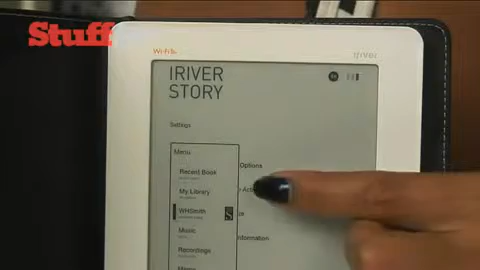 Stuff
Wi-Fi
iriver
IRIVER
STORY
Settings
Menu
Recent Book
Options
My Library
WHSmith
Music
Information
Recordings